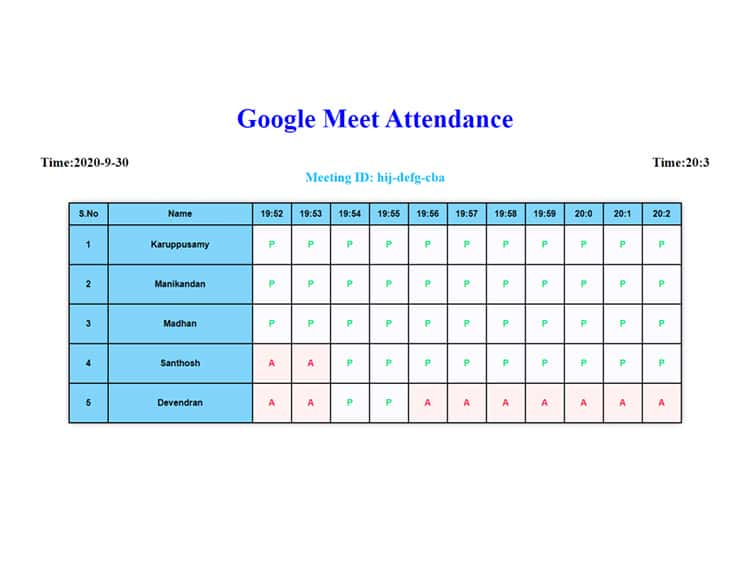 Google Meet Attendance
Time:2020-9-30 Time:20:3
Meeting ID: hij-defg-cba
S.No Name 19:52 19:53 19:54 19:55 19:56 19:57 19:58 19:59 20:0 20:1 20:2
1 Karuppusamy P P P P P P P P P P P
2 Manikandan P P P P P P P P P P P
3 Madhan P P P P P P P P P P P
4 Santhosh A A P P P P P P P P P
5 Devendran A A P P A A A A A A A